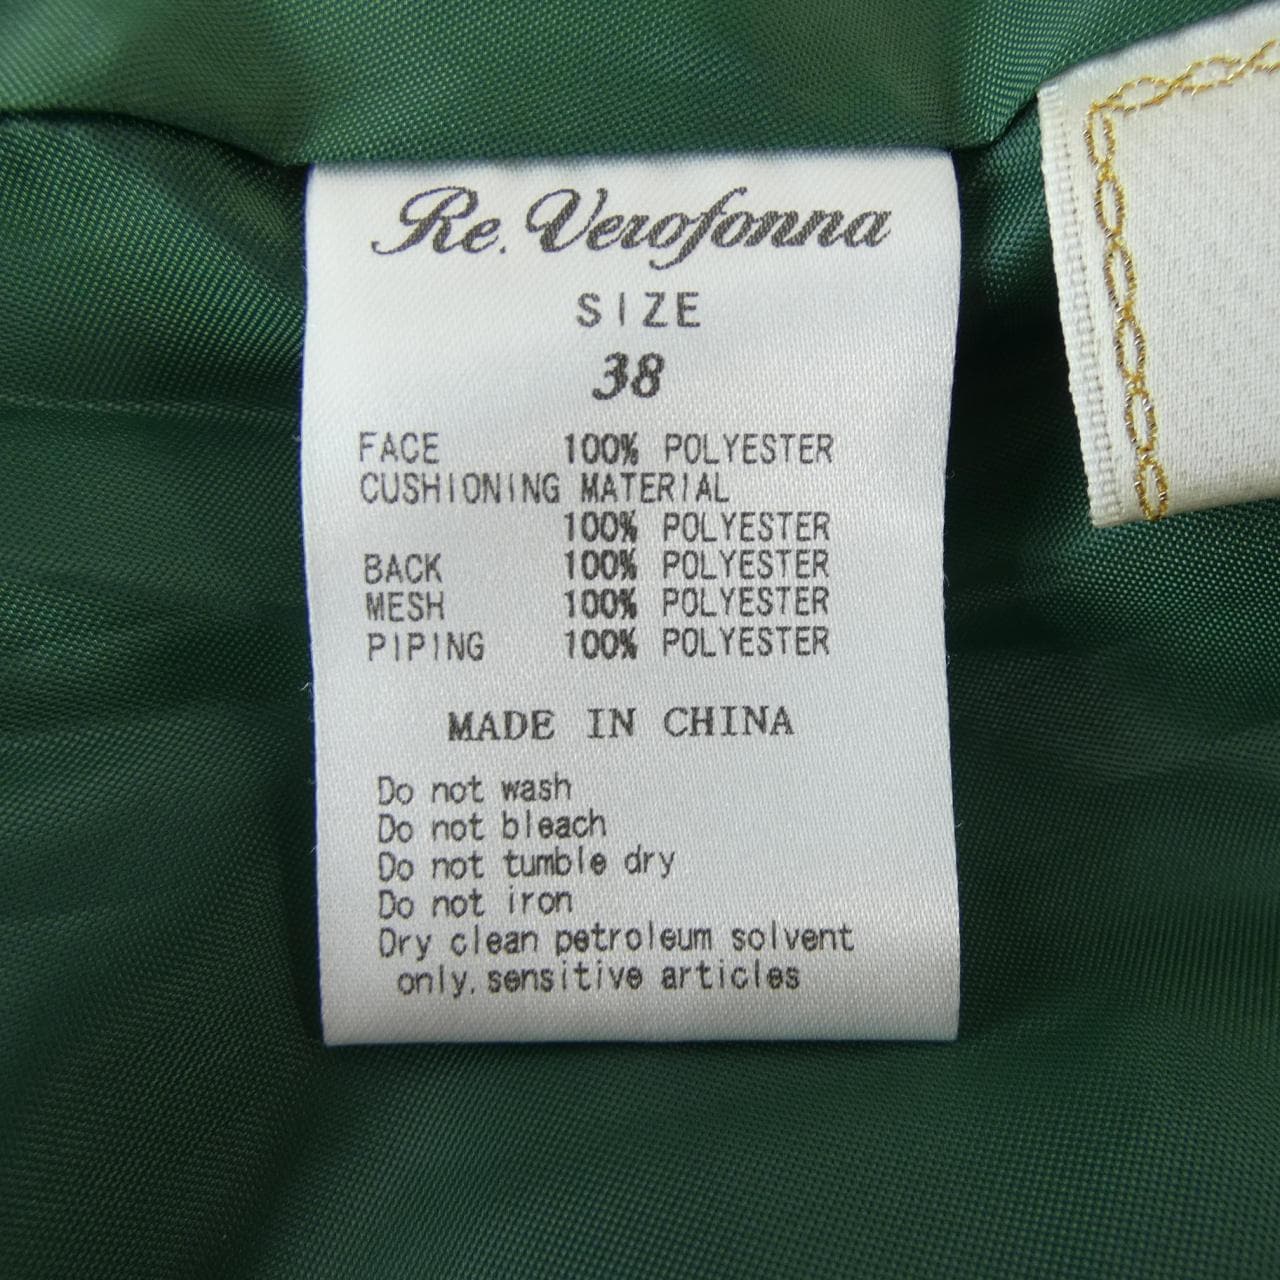 Re. Verofonna
SIZE
38
FACE 100% POLYESTER
CUSHIONING MATERIAL
100% POLYESTER
BACK 100% POLYESTER
MESH 100% POLYESTER
PIPING 100% POLYESTER
MADE IN CHINA
Do not wash
Do not bleach
Do not tumble dry
Do not iron
Dry clean petroleum solvent
only, sensitive articles